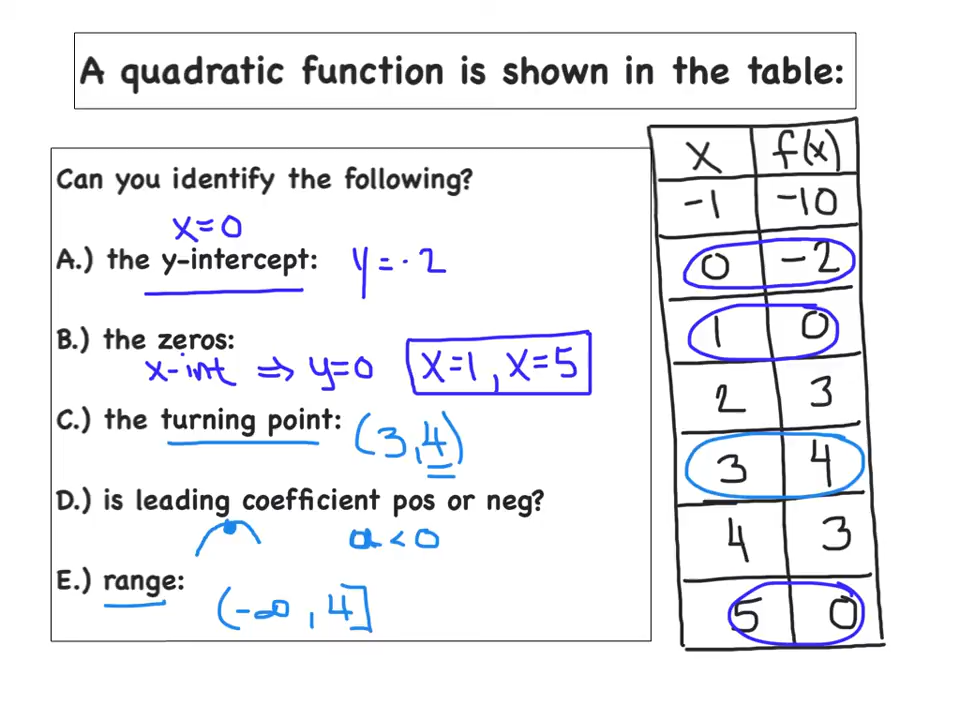 A quadratic function is shown in the table:
Can you identify the following?
x=0
A.) the y-intercept: y=-2
B.) the zeros:
x-int ⇒ y=0 x=1, x=5
C.) the turning point: (3,4)
D.) is leading coefficient pos or neg?
a<0
E.) range:
(-∞, 4]
x f(x)
-1 -10
0 -2
1 0
2 3
3 4
4 3
5 0